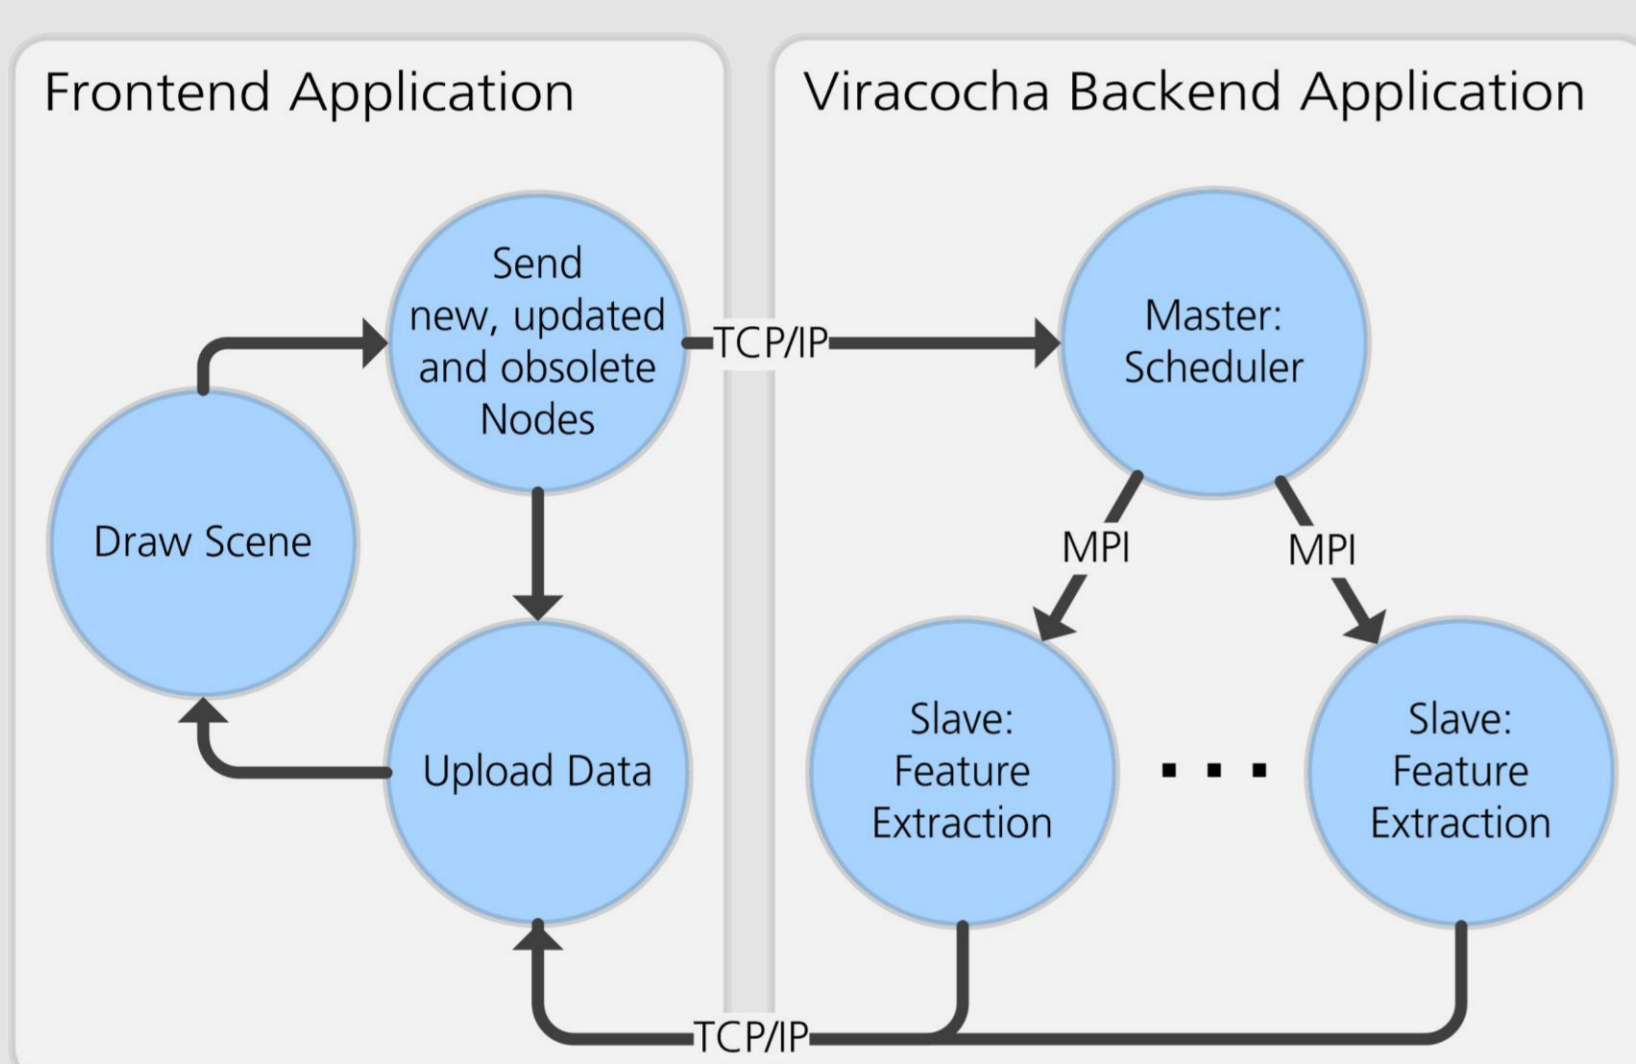 Frontend Application
Viracocha Backend Application
Send
new, updated
and obsolete
Nodes
TCP/IP
Master:
Scheduler
Draw Scene
MPI
MPI
Upload Data
Slave:
Feature
Extraction
. . .
Slave:
Feature
Extraction
TCP/IP